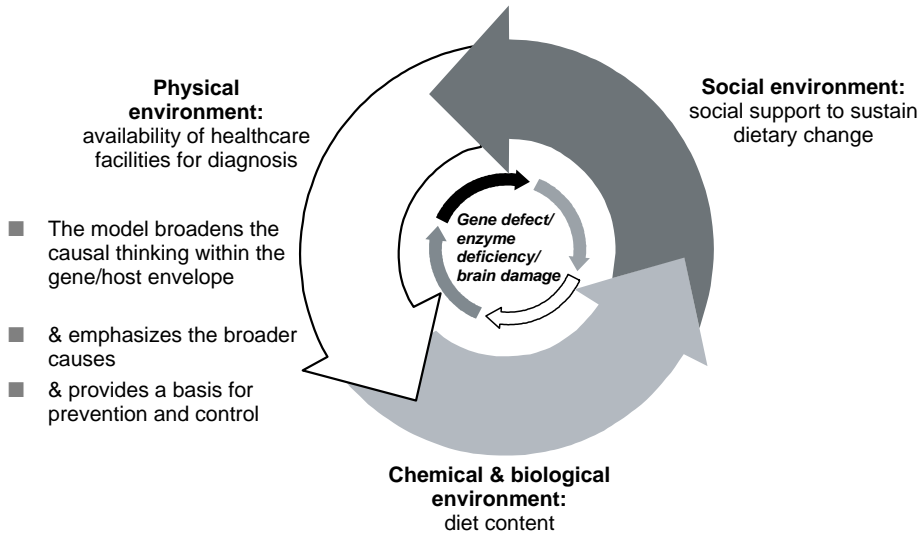 Physical
environment:
availability of healthcare
facilities for diagnosis
Social environment:
social support to sustain
dietary change
The model broadens the
causal thinking within the
gene/host envelope
& emphasizes the broader
causes
& provides a basis for
prevention and control
Gene defect/
enzyme
deficiency/
brain damage
Chemical & biological
environment:
diet content